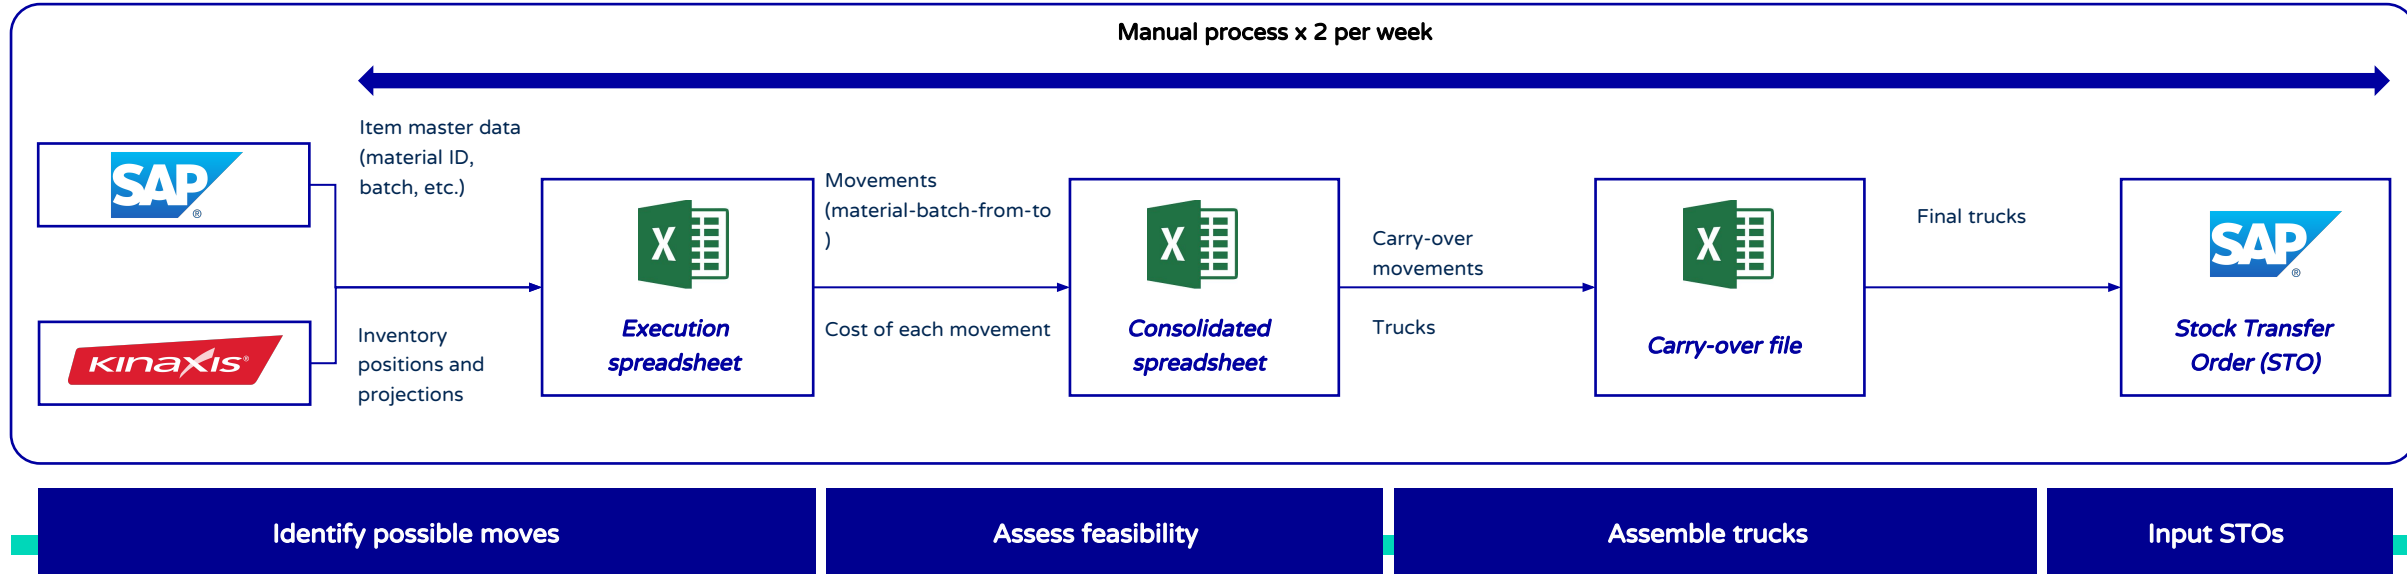 Manual process x 2 per week
Item master data
(material ID,
batch, etc.)
SAP
®
KINAXIS®
Inventory
positions and
projections
X
Execution
spreadsheet
Movements
(material-batch-from-to
)
Cost of each movement
X
Consolidated
spreadsheet
Carry-over
movements
Trucks
X
Carry-over file
Final trucks
SAP
®
Stock Transfer
Order (STO)
Identify possible moves
Assess feasibility
Assemble trucks
Input STOs